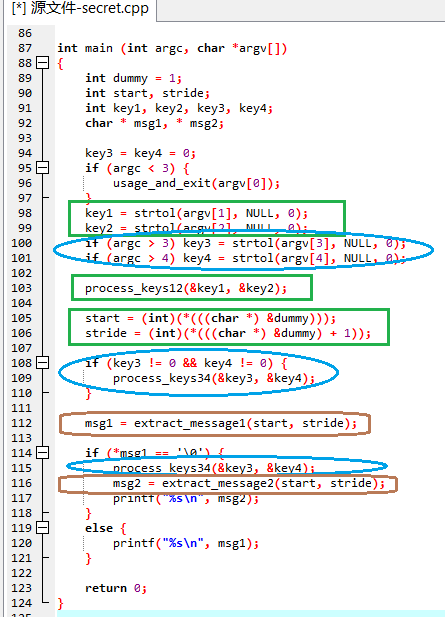 [*] 源文件-secret.cpp
86
87 int main (int argc, char *argv[])
88 {
89 int dummy = 1;
90 int start, stride;
91 int key1, key2, key3, key4;
92 char * msg1, * msg2;
93
94 key3 = key4 = 0;
95 if (argc < 3) {
96 usage_and_exit(argv[0]);
97 }
98 key1 = strtol(argv[1], NULL, 0);
99 key2 = strtol(argv[2], NULL, 0);
100 if (argc > 3) key3 = strtol(argv[3], NULL, 0);
101 if (argc > 4) key4 = strtol(argv[4], NULL, 0);
102
103 process_keys12(&key1, &key2);
104
105 start = (int)(*(((char *) &dummy)));
106 stride = (int)(*(((char *) &dummy) + 1));
107
108 if (key3 != 0 && key4 != 0) {
109 process_keys34(&key3, &key4);
110 }
111
112 msg1 = extract_message1(start, stride);
113
114 if (*msg1 == '\0') {
115 process_keys34(&key3, &key4);
116 msg2 = extract_message2(start, stride);
117 printf("%s\n", msg2);
118 }
119 else {
120 printf("%s\n", msg1);
121 }
122
123 return 0;
124 }